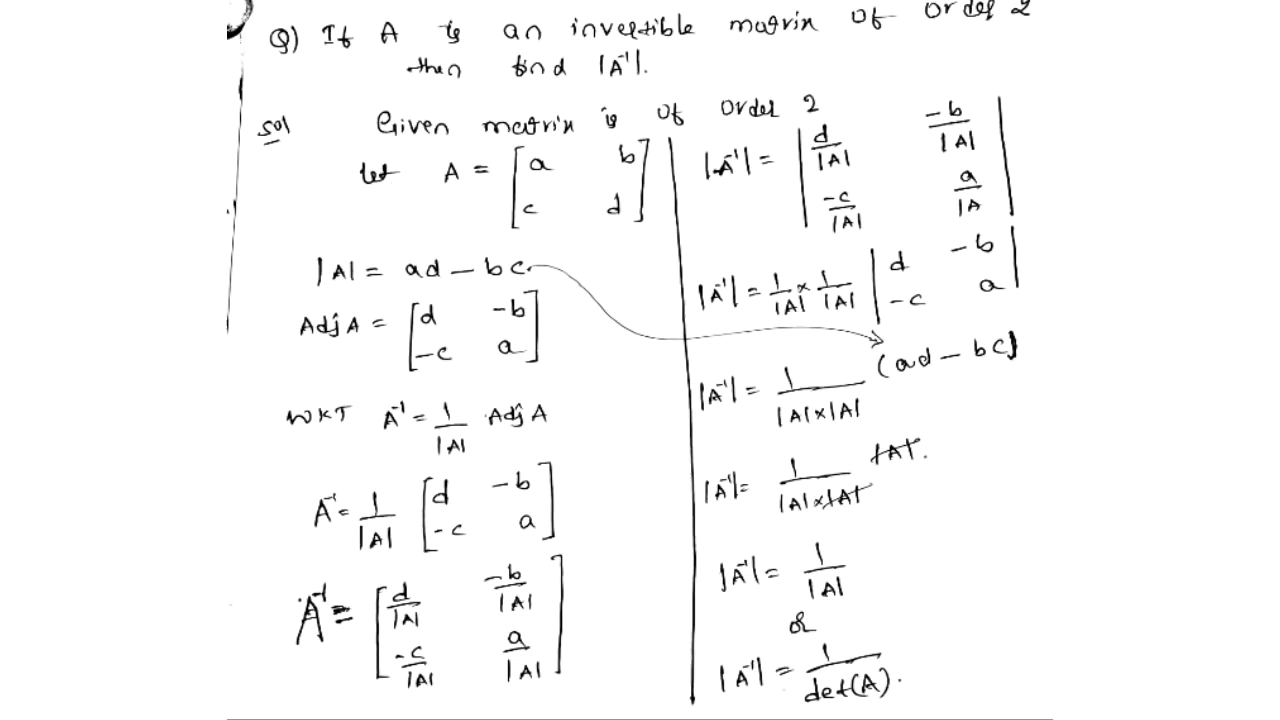 Q) If A is an invertible matrix of order 2
then find |A⁻¹|.
Sol Given matrix is of order 2
let A = [a b
c d]
|A| = ad - bc
Adj A = [d -b
-c a]
WKT A⁻¹ = 1/|A| Adj A
A⁻¹ = 1/|A| [d -b
-c a]
A⁻¹ = [d/|A| -b/|A|
-c/|A| a/|A|]
|A⁻¹| = |d/|A| -b/|A|
-c/|A| a/|A|
|A⁻¹| = 1/|A| × 1/|A| |d -b
-c a|
|A⁻¹| = 1/|A|×|A| (ad - bc)
|A⁻¹| = 1/|A|×|A| |A|.
|A⁻¹| = 1/|A|
or
|A⁻¹| = 1/det(A).